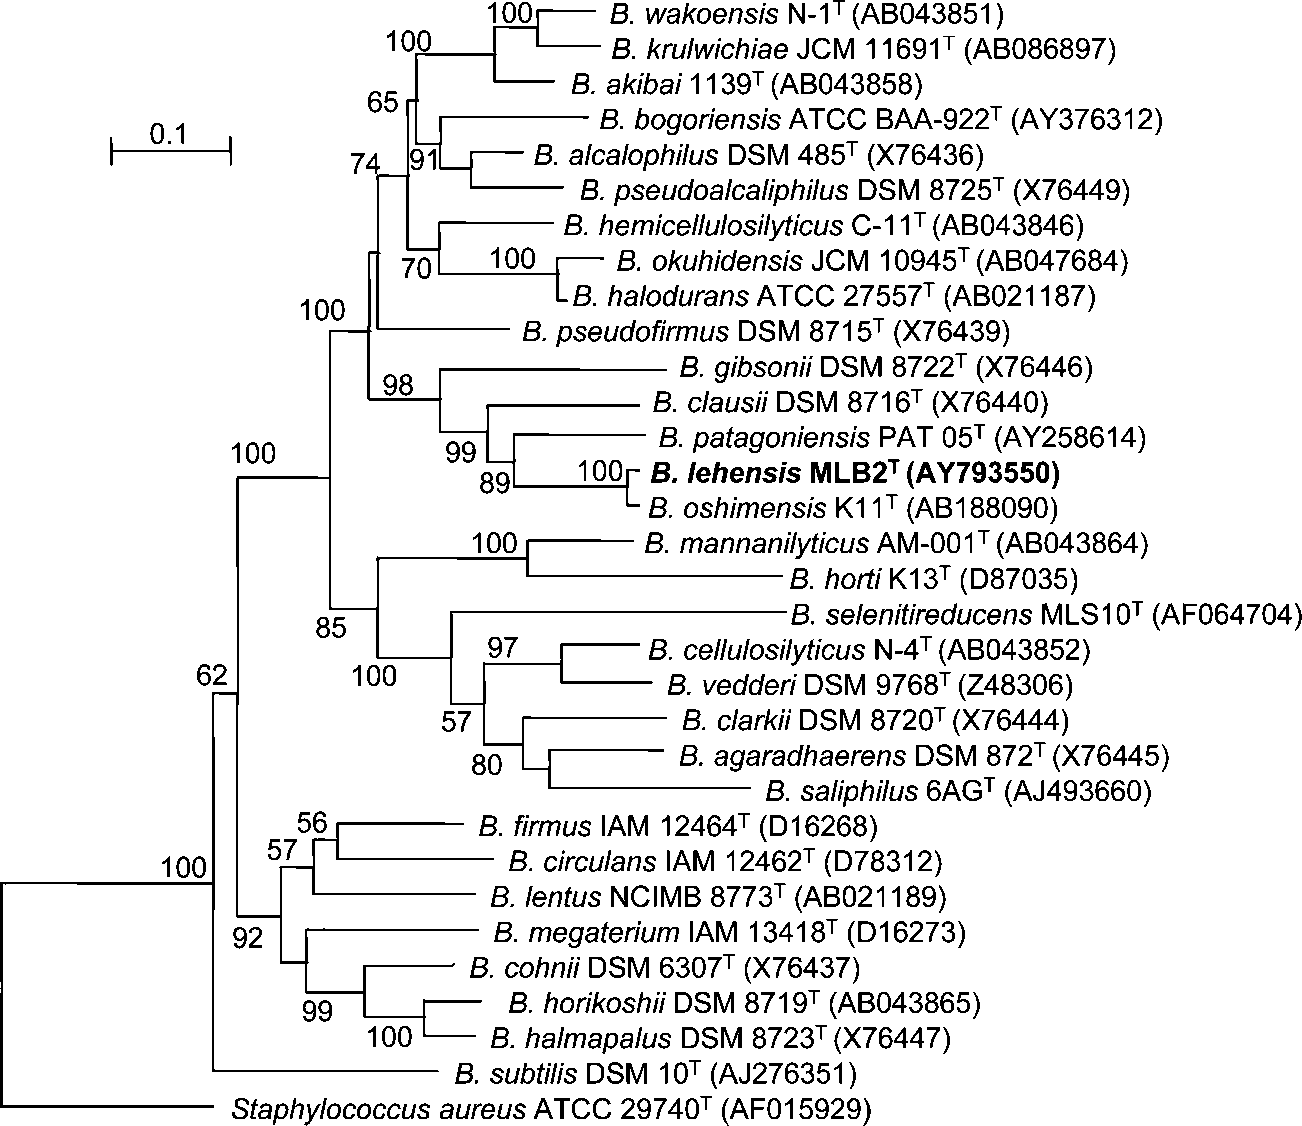 100 B. wakoensis N-1ᵀ (AB043851)
100 B. krulwichiae JCM 11691ᵀ (AB086897)
B. akibai 1139ᵀ (AB043858)
65 B. bogoriensis ATCC BAA-922ᵀ (AY376312)
0.1
74 91 B. alcalophilus DSM 485ᵀ (X76436)
B. pseudoalcaliphilus DSM 8725ᵀ (X76449)
B. hemicellulosilyticus C-11ᵀ (AB043846)
70 100 B. okuhidensis JCM 10945ᵀ (AB047684)
B. halodurans ATCC 27557ᵀ (AB021187)
100 B. pseudofirmus DSM 8715ᵀ (X76439)
B. gibsonii DSM 8722ᵀ (X76446)
98 B. clausii DSM 8716ᵀ (X76440)
99 B. patagoniensis PAT 05ᵀ (AY258614)
100 89 100 B. lehensis MLB2ᵀ (AY793550)
B. oshimensis K11ᵀ (AB188090)
100 B. mannanilyticus AM-001ᵀ (AB043864)
B. horti K13ᵀ (D87035)
85 B. selenitireducens MLS10ᵀ (AF064704)
97 B. cellulosilyticus N-4ᵀ (AB043852)
62 100 B. vedderi DSM 9768ᵀ (Z48306)
57 B. clarkii DSM 8720ᵀ (X76444)
80 B. agaradhaerens DSM 872ᵀ (X76445)
B. saliphilus 6AGᵀ (AJ493660)
56 B. firmus IAM 12464ᵀ (D16268)
100 57 B. circulans IAM 12462ᵀ (D78312)
B. lentus NCIMB 8773ᵀ (AB021189)
92 B. megaterium IAM 13418ᵀ (D16273)
B. cohnii DSM 6307ᵀ (X76437)
99 B. horikoshii DSM 8719ᵀ (AB043865)
100 B. halmapalus DSM 8723ᵀ (X76447)
B. subtilis DSM 10ᵀ (AJ276351)
Staphylococcus aureus ATCC 29740ᵀ (AF015929)